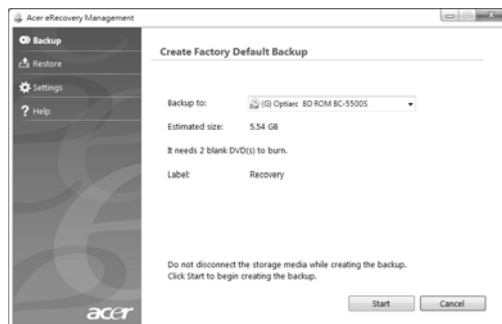 Acer eRecovery Management
Backup
Restore
Settings
Help
Create Factory Default Backup
Backup to:
(G) Optiarc BD ROM BC-5500S
Estimated size:
5.54 GB
It needs 2 blank DVD(s) to burn.
Label:
Recovery
Do not disconnect the storage media while creating the backup.
Click Start to begin creating the backup.
Start
Cancel
acer